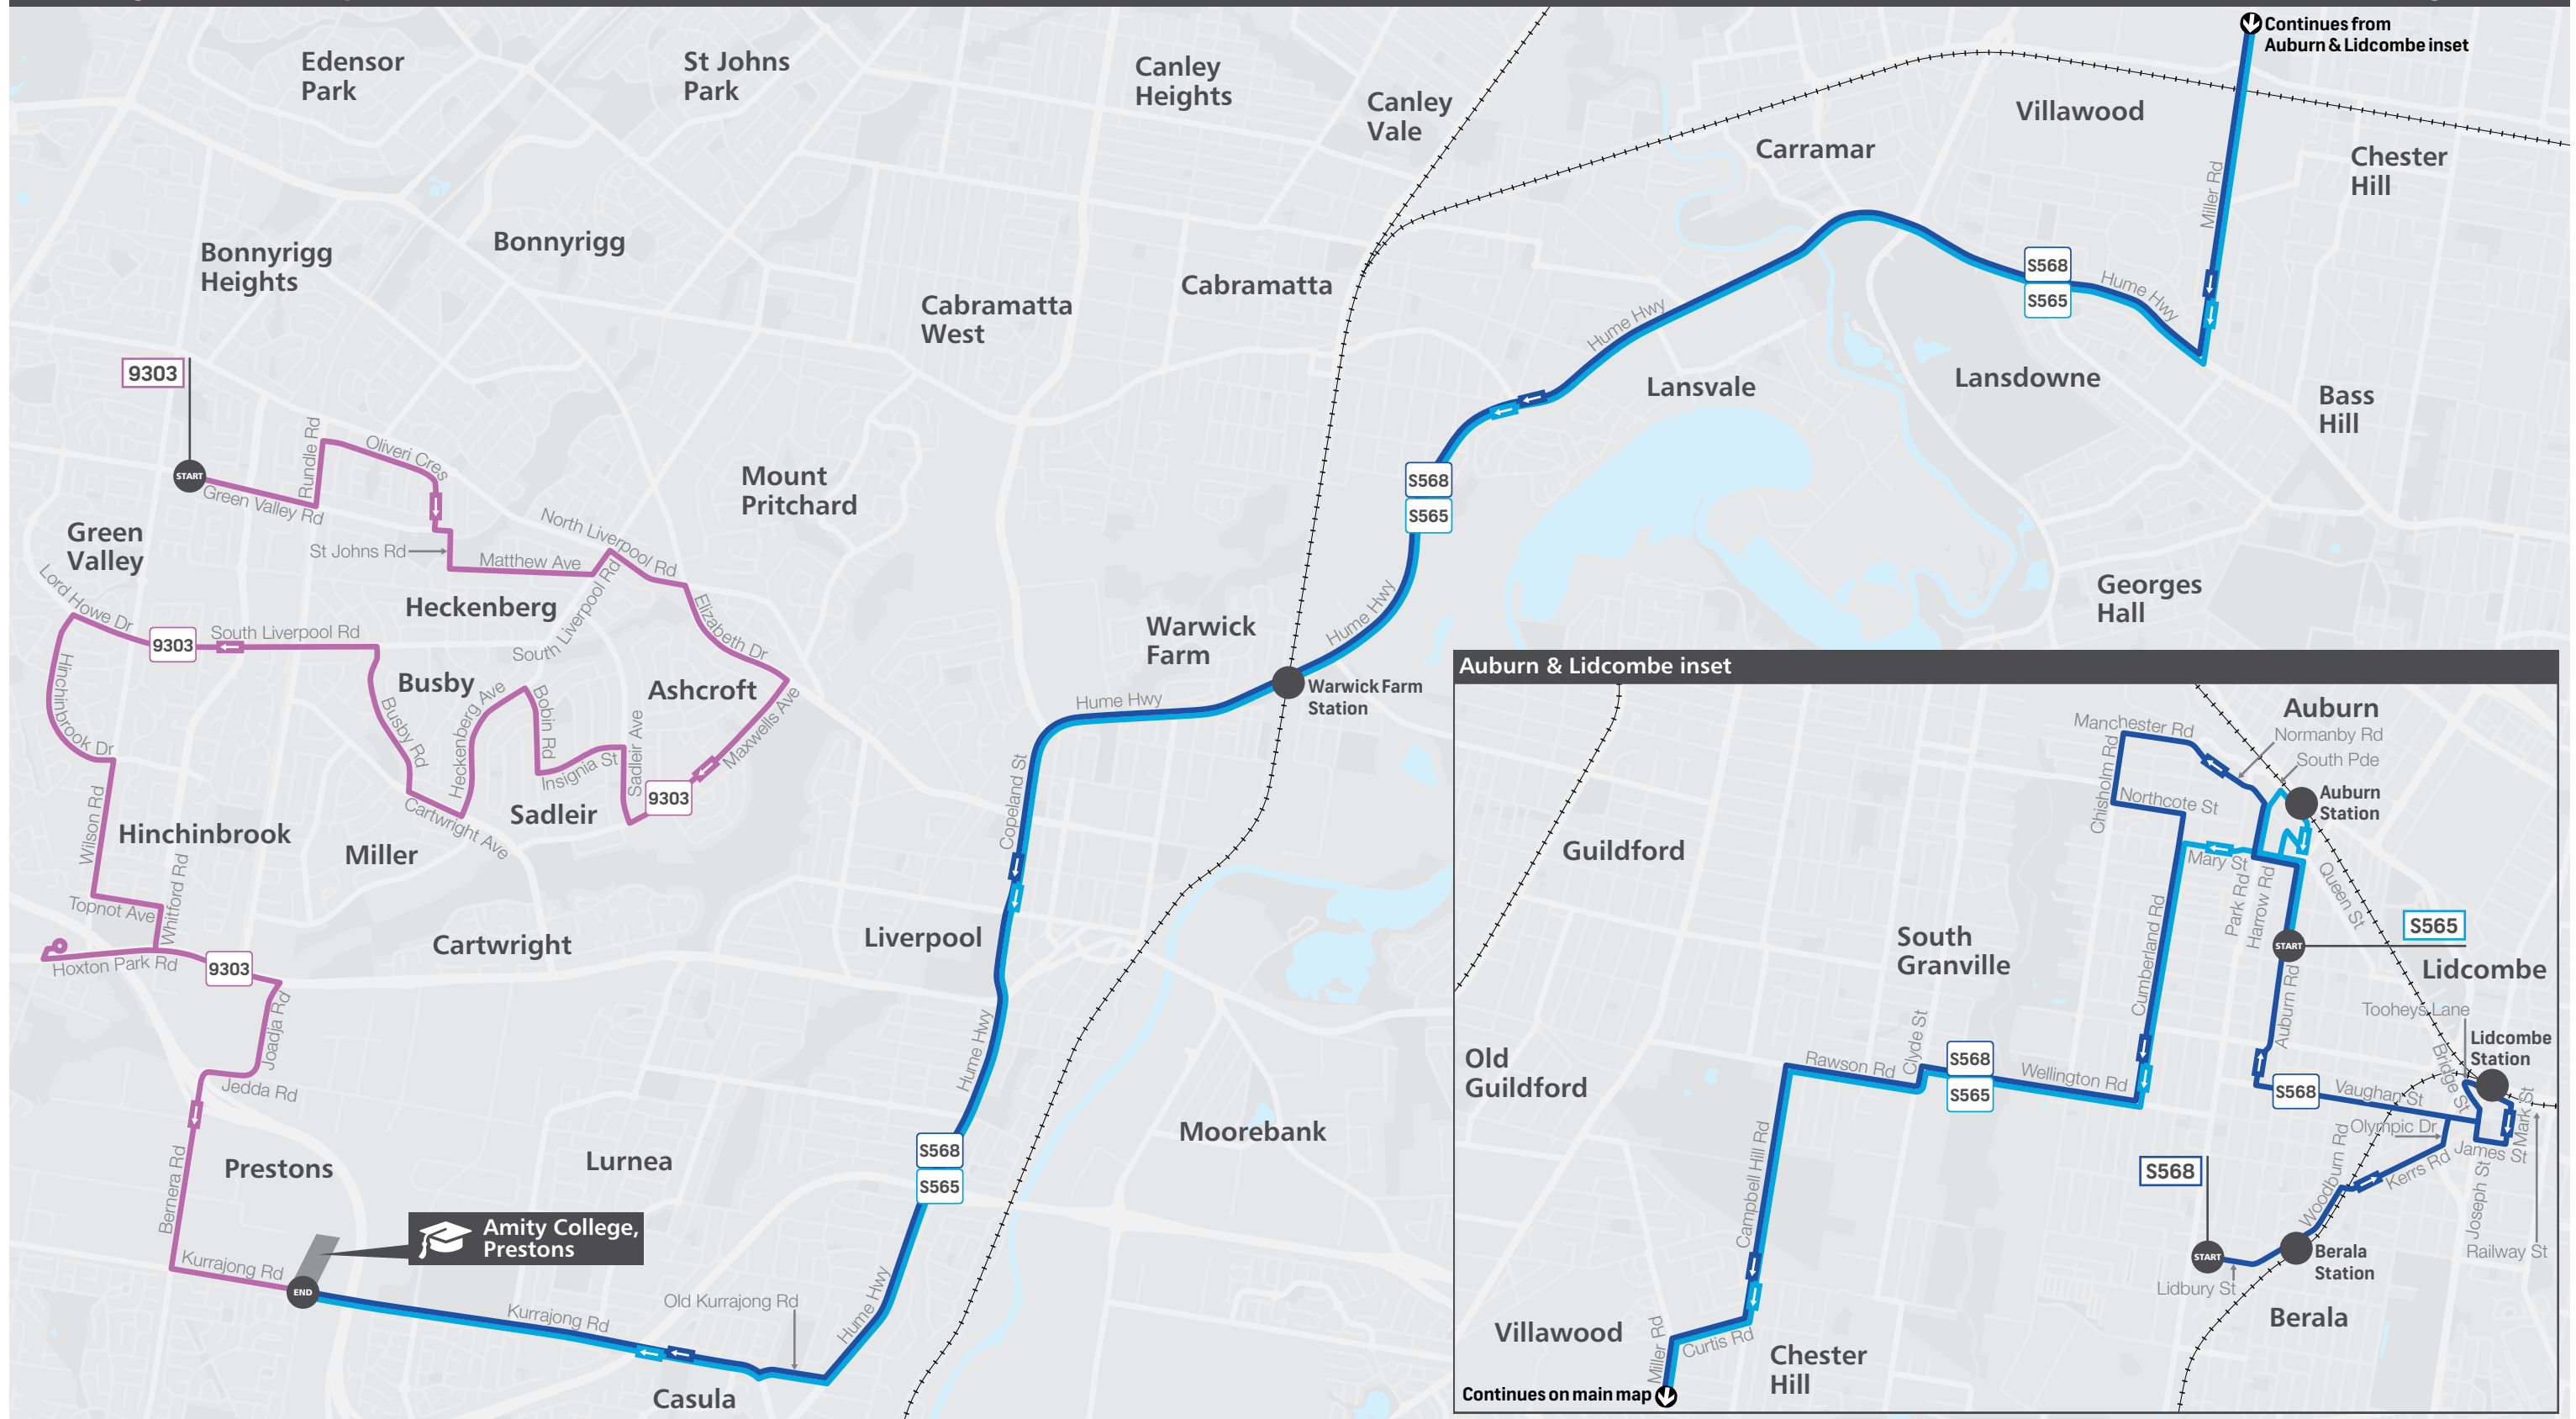 Continues from
Auburn & Lidcombe inset
Edensor
Park
St Johns
Park
Canley
Heights
Canley
Vale
Villawood
Carramar
Chester
Hill
Miller Rd
Bonnyrigg
Heights
Bonnyrigg
Cabramatta
West
Cabramatta
S568
S565
Hume Hwy
Hume Hwy
Lansvale
Lansdowne
Bass
Hill
9303
START
Green Valley Rd
Rundle Rd
Oliveri Cres
St Johns Rd
Matthew Ave
North Liverpool Rd
South Liverpool Rd
Elizabeth Dr
Mount
Pritchard
S568
S565
Green
Valley
Heckenberg
Lord Howe Dr
9303
South Liverpool Rd
Hinchinbrook Dr
Busby
Busby Rd
Heckenberg Ave
Bobin Rd
Insignia St
Sadleir Ave
Ashcroft
Maxwells Ave
9303
Cartwright Ave
Sadleir
Miller
Hinchinbrook
Wilson Rd
Topnot Ave
Whitford Rd
Hoxton Park Rd
9303
Cartwright
Joadja Rd
Jedda Rd
Bernera Rd
Prestons
Kurrajong Rd
END
Amity College,
Prestons
Kurrajong Rd
Old Kurrajong Rd
Casula
Lurnea
Hume Hwy
S568
S565
Hume Hwy
Liverpool
Copeland St
Hume Hwy
Warwick
Farm
Warwick Farm
Station
Hume Hwy
Moorebank
Georges
Hall
Auburn & Lidcombe inset
Auburn
Manchester Rd
Normanby Rd
South Pde
Auburn
Station
Chisholm Rd
Northcote St
Mary St
Park Rd
Harrow Rd
Queen St
Guildford
South
Granville
Cumberland Rd
START
S565
Lidcombe
Auburn Rd
Tooheys Lane
Lidcombe
Station
Bridge St
Mark St
Old
Guildford
Rawson Rd
Clyde St
S568
S565
Wellington Rd
S568
Vaughan St
Olympic Dr
James St
Kerrs Rd
Joseph St
Railway St
Woodburn Rd
S568
START
Lidbury St
Berala
Station
Berala
Campbell Hill Rd
Villawood
Miller Rd
Curtis Rd
Chester
Hill
Continues on main map